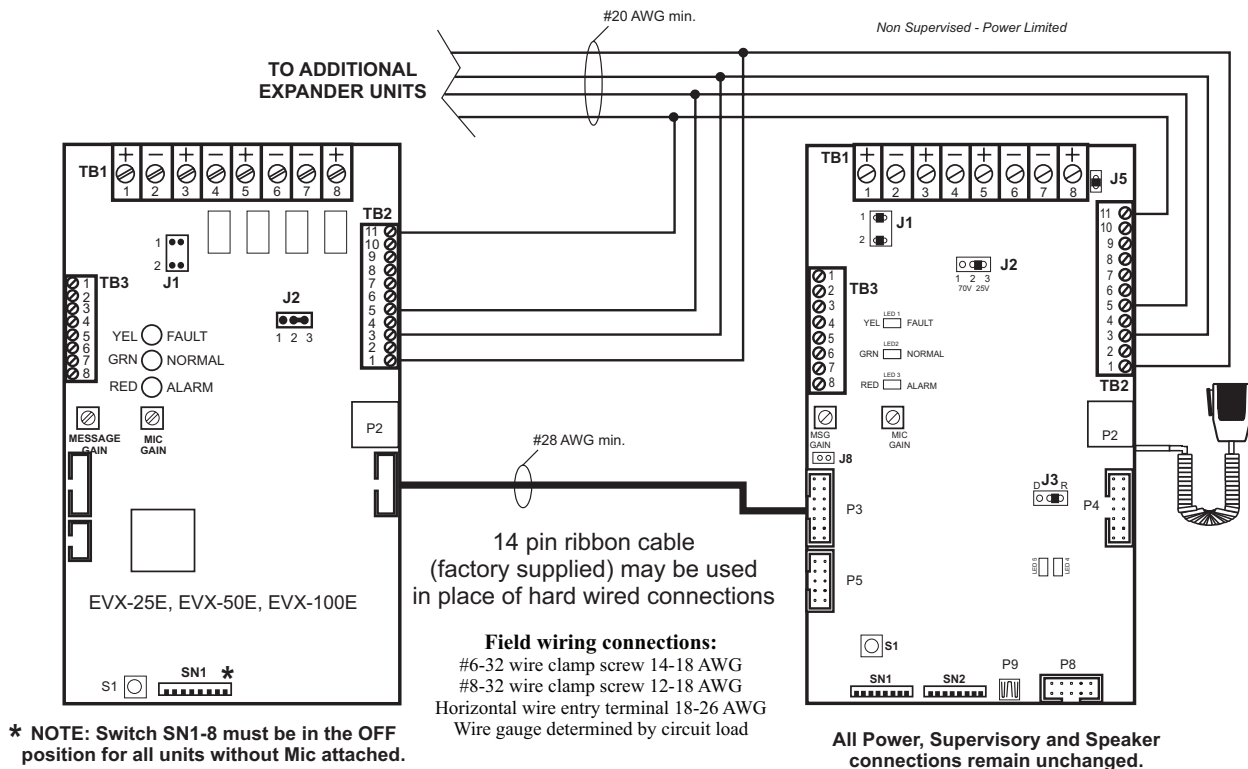 #20 AWG min.
Non Supervised - Power Limited
TO ADDITIONAL
EXPANDER UNITS
TB1
+ − + − + − − +
1 2 3 4 5 6 7 8
TB2
11
10
9
8
7
6
5
4
3
2
1
1
2
J1
J2
1 2 3
TB3
1
2
3
4
5
6
7
8
YEL FAULT
GRN NORMAL
RED ALARM
MESSAGE
GAIN
MIC
GAIN
P2
EVX-25E, EVX-50E, EVX-100E
S1
SN1 *
* NOTE: Switch SN1-8 must be in the OFF
position for all units without Mic attached.
#28 AWG min.
14 pin ribbon cable
(factory supplied) may be used
in place of hard wired connections
Field wiring connections:
#6-32 wire clamp screw 14-18 AWG
#8-32 wire clamp screw 12-18 AWG
Horizontal wire entry terminal 18-26 AWG
Wire gauge determined by circuit load
TB1
+ − + − + − − +
1 2 3 4 5 6 7 8
J5
1
2
J1
J2
1 2 3
70V 25V
11
10
9
8
7
6
5
4
3
2
1
TB2
TB3
1
2
3
4
5
6
7
8
LED 1
YEL FAULT
LED2
GRN NORMAL
LED 3
RED ALARM
MSG
GAIN
MIC
GAIN
J8
P2
J3
D R
P3
P4
P5
LED 5
LED 4
S1
SN1
SN2
P9
P8
All Power, Supervisory and Speaker
connections remain unchanged.